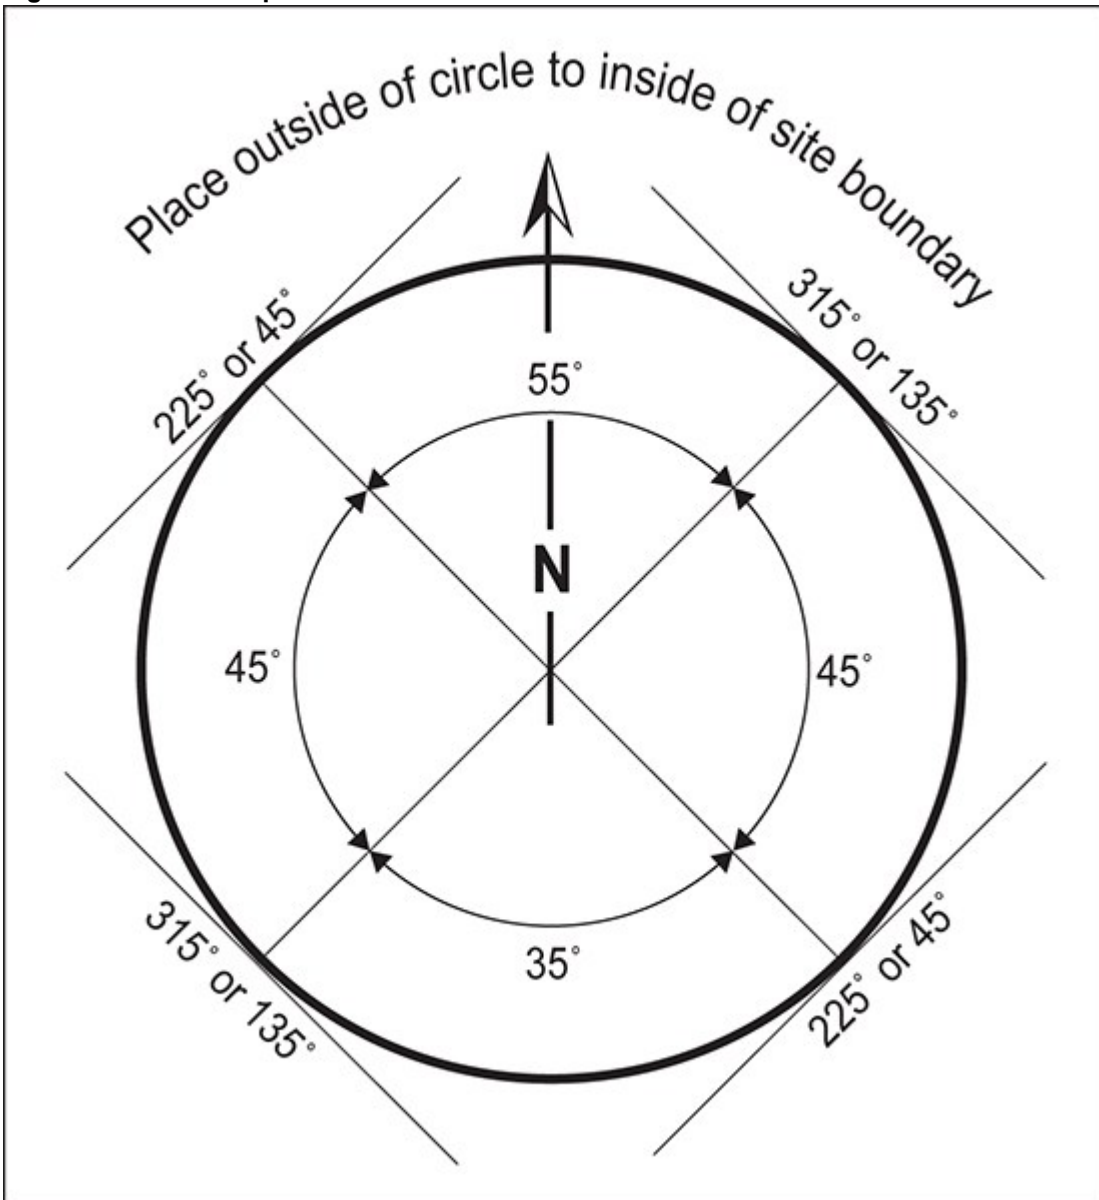 Place outside of circle to inside of site boundary
225° or 45°
315° or 135°
55°
N
45°
45°
35°
315° or 135°
225° or 45°